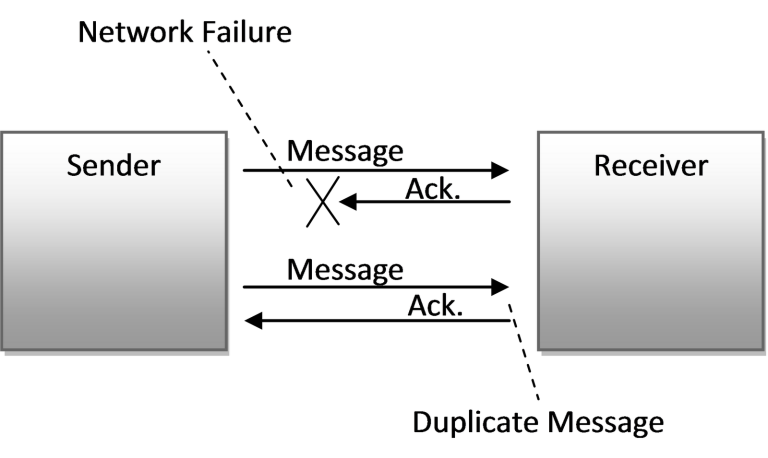 Network Failure
Sender
Message
Receiver
Ack.
Message
Ack.
Duplicate Message